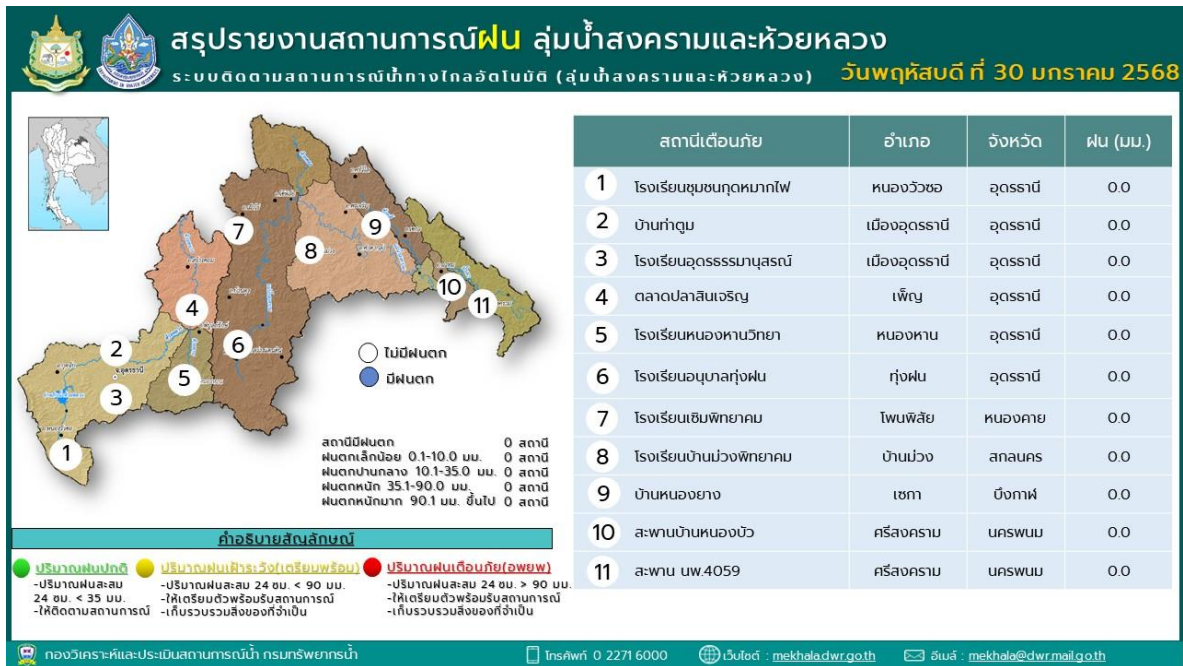 สรุปรายงานสถานการณ์ฝน ลุ่มน้ำสงครามและห้วยหลวง
ระบบติดตามสถานการณ์น้ำทางไกลอัตโนมัติ (ลุ่มน้ำสงครามและห้วยหลวง)
วันพฤหัสบดี ที่ 30 มกราคม 2568
สถานีเตือนภัย อำเภอ จังหวัด ฝน (มม.)
1 โรงเรียนชุมชนกุดหมากไฟ หนองวัวซอ อุดรธานี 0.0
2 บ้านท่าตูม เมืองอุดรธานี อุดรธานี 0.0
3 โรงเรียนอุดรธรรมานุสรณ์ เมืองอุดรธานี อุดรธานี 0.0
4 ตลาดปลาสินเจริญ เพ็ญ อุดรธานี 0.0
5 โรงเรียนหนองหานวิทยา หนองหาน อุดรธานี 0.0
6 โรงเรียนอนุบาลทุ่งฝน ทุ่งฝน อุดรธานี 0.0
7 โรงเรียนเซิมพิทยาคม โพนพิสัย หนองคาย 0.0
8 โรงเรียนบ้านม่วงพิทยาคม บ้านม่วง สกลนคร 0.0
9 บ้านหนองยาง เซกา บึงกาฬ 0.0
10 สะพานบ้านหนองบัว ศรีสงคราม นครพนม 0.0
11 สะพาน นพ.4059 ศรีสงคราม นครพนม 0.0
7
8
9
10
11
4
6
2
5
3
1
ไม่มีฝนตก
มีฝนตก
สถานีมีฝนตก 0 สถานี
ฝนตกเล็กน้อย 0.1-10.0 มม. 0 สถานี
ฝนตกปานกลาง 10.1-35.0 มม. 0 สถานี
ฝนตกหนัก 35.1-90.0 มม. 0 สถานี
ฝนตกหนักมาก 90.1 มม. ขึ้นไป 0 สถานี
คำอธิบายสัญลักษณ์
ปริมาณฝนปกติ
-ปริมาณฝนสะสม
24 ชม. < 35 มม.
-ให้ติดตามสถานการณ์
ปริมาณฝนเฝ้าระวัง(เตรียมพร้อม)
-ปริมาณฝนสะสม 24 ชม. < 90 มม.
-ให้เตรียมตัวพร้อมรับสถานการณ์
-เก็บรวบรวมสิ่งของที่จำเป็น
ปริมาณฝนเตือนภัย(อพยพ)
-ปริมาณฝนสะสม 24 ชม. > 90 มม.
-ให้เตรียมตัวพร้อมรับสถานการณ์
-เก็บรวบรวมสิ่งของที่จำเป็น
กองวิเคราะห์และประเมินสถานการณ์น้ำ กรมทรัพยากรน้ำ
โทรศัพท์ 0 2271 6000
เว็บไซต์ : mekhala.dwr.go.th
อีเมล์ : mekhala@dwr.mail.go.th